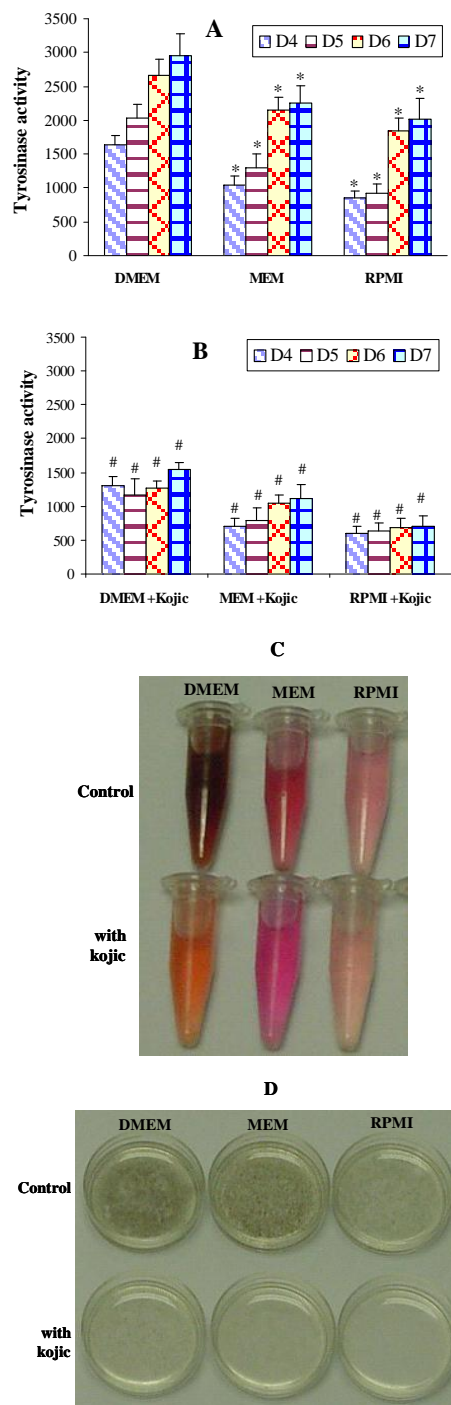 A
D4 D5 D6 D7
Tyrosinase activity
3500
3000
2500
2000
1500
1000
500
0
* * * *
* * * *
DMEM MEM RPMI
B
D4 D5 D6 D7
Tyrosinase activity
3500
3000
2500
2000
1500
1000
500
0
# # # #
# # # #
# # # #
DMEM +Kojic MEM +Kojic RPMI +Kojic
C
DMEM MEM RPMI
Control
with
kojic
D
DMEM MEM RPMI
Control
with
kojic